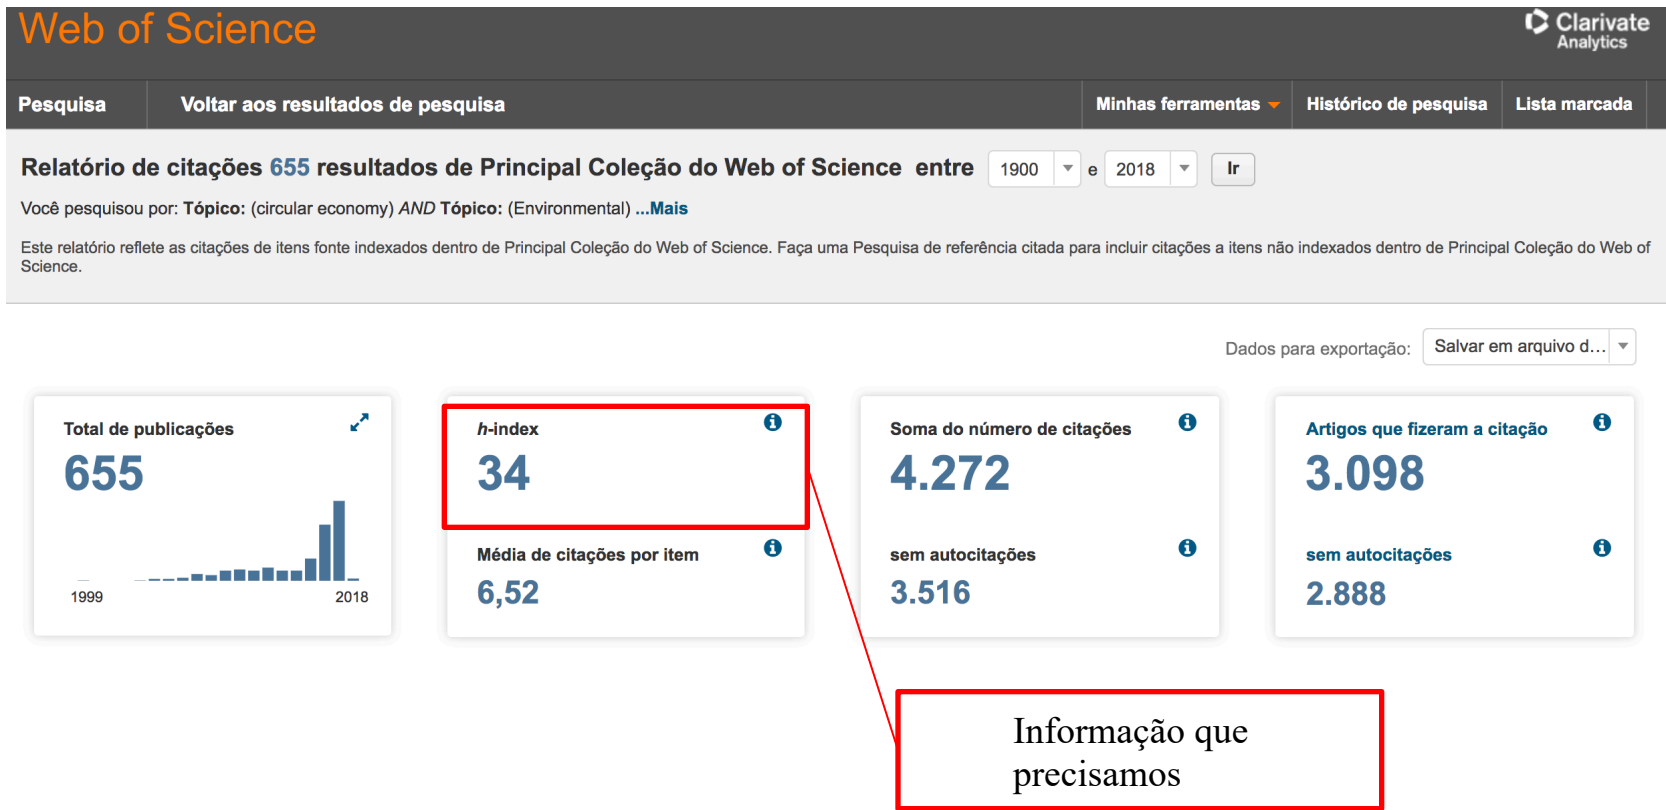 Web of Science
Clarivate
Analytics
Pesquisa
Voltar aos resultados de pesquisa
Minhas ferramentas
Histórico de pesquisa
Lista marcada
Relatório de citações 655 resultados de Principal Coleção do Web of Science entre 1900 e 2018 Ir
Você pesquisou por: Tópico: (circular economy) AND Tópico: (Environmental) ...Mais
Este relatório reflete as citações de itens fonte indexados dentro de Principal Coleção do Web of Science. Faça uma Pesquisa de referência citada para incluir citações a itens não indexados dentro de Principal Coleção do Web of
Science.
Dados para exportação: Salvar em arquivo d...
Total de publicações
655
1999
2018
h-index
34
Média de citações por item
6,52
Soma do número de citações
4.272
sem autocitações
3.516
Artigos que fizeram a citação
3.098
sem autocitações
2.888
Informação que
precisamos